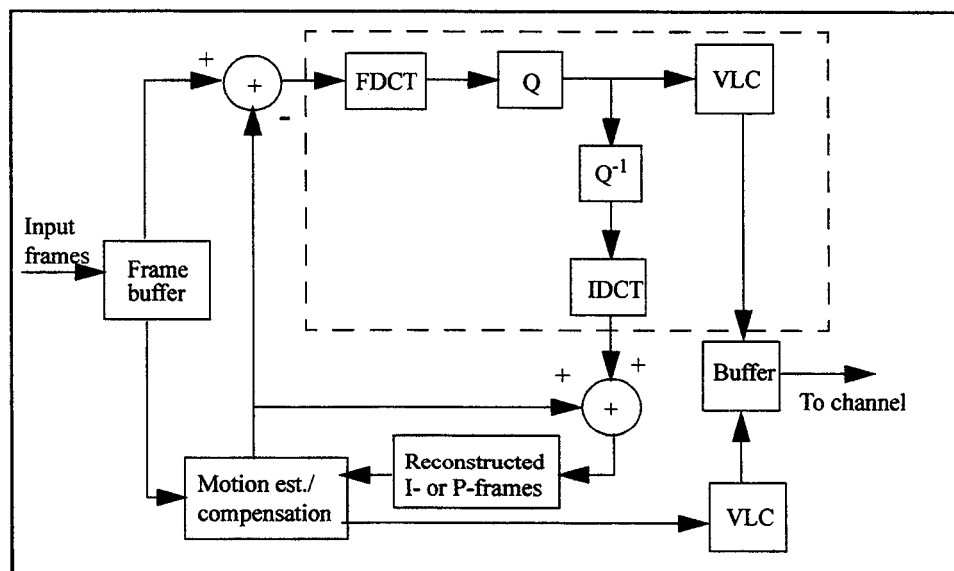 +
+
-
FDCT
Q
VLC
Q-1
Input
frames
Frame
buffer
IDCT
+
+
+
Buffer
To channel
Motion est./
compensation
Reconstructed
I- or P-frames
VLC